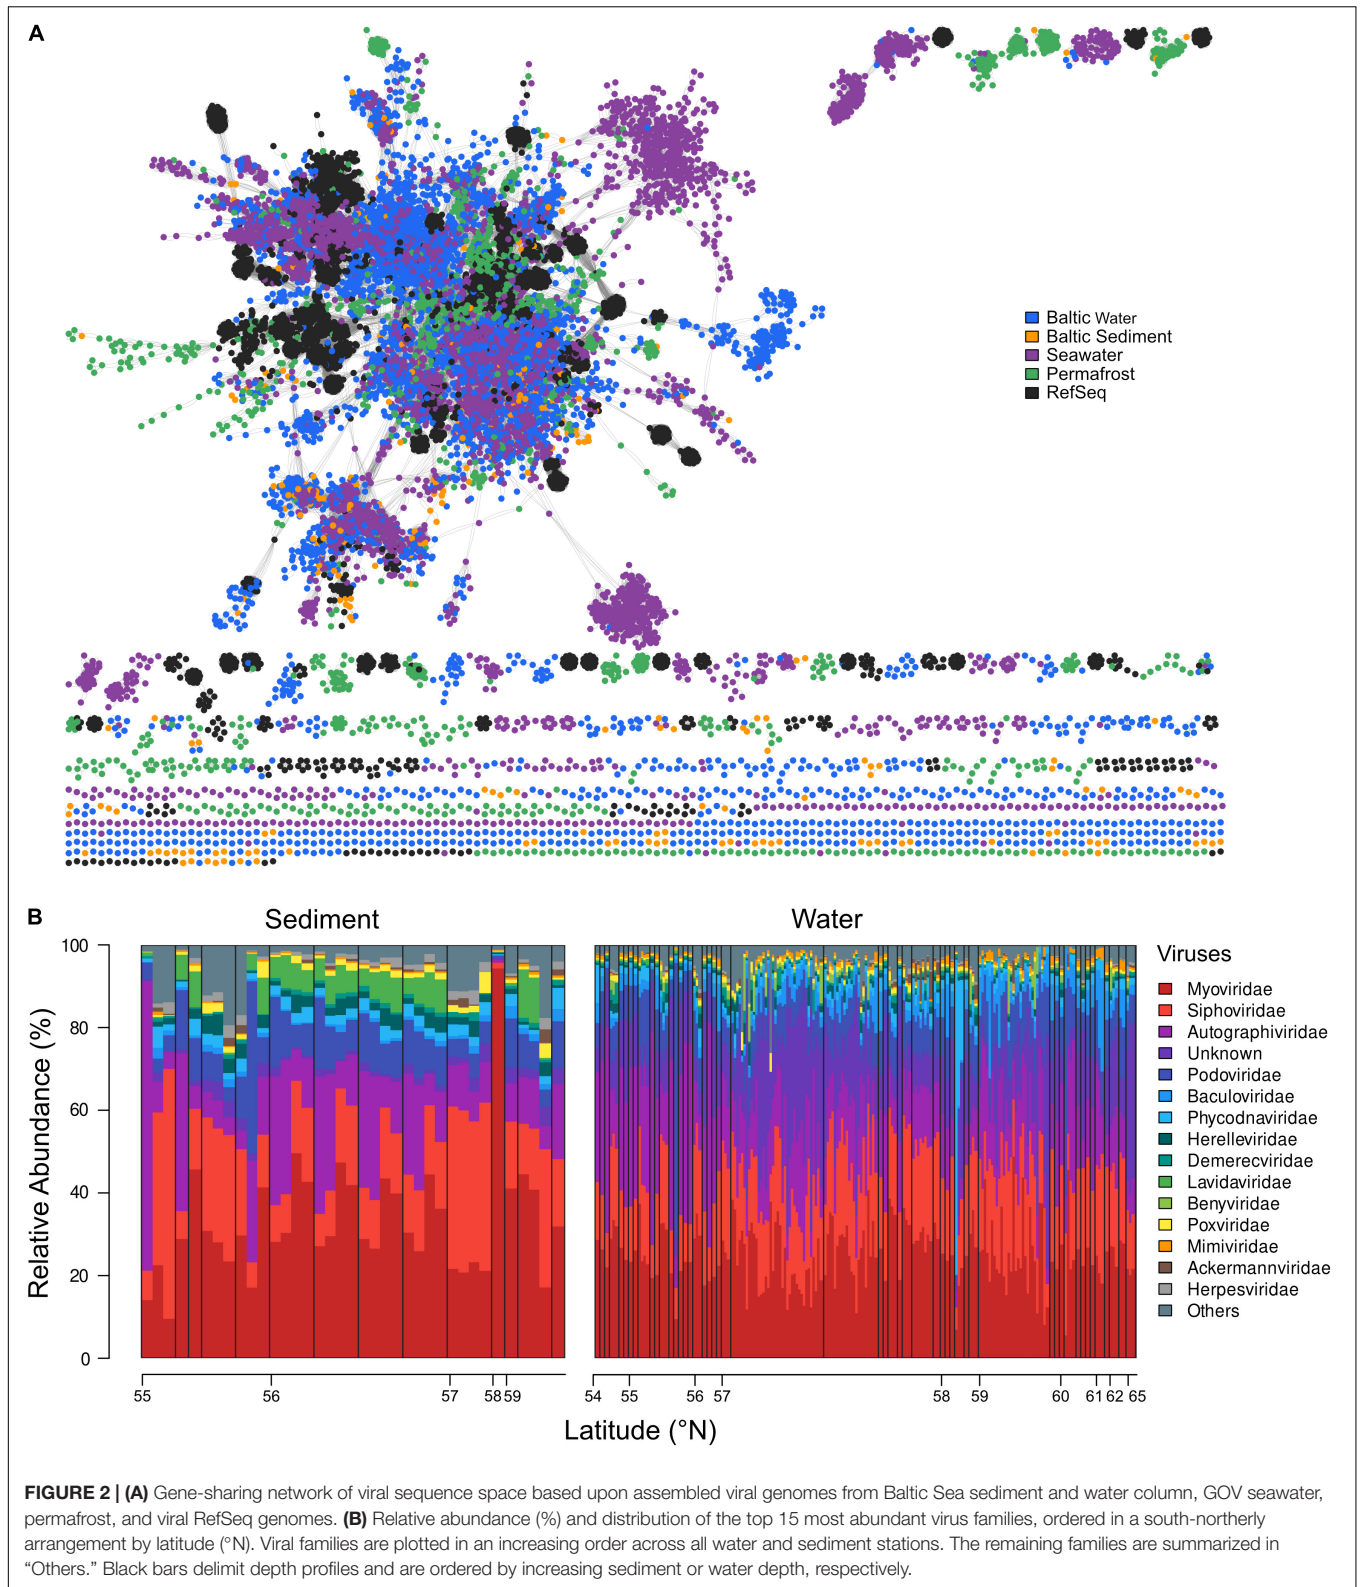 A
Baltic Water
Baltic Sediment
Seawater
Permafrost
RefSeq
B
Sediment
Water
Relative Abundance (%)
100
80
60
40
20
0
55
56
57
58
59
54
55
56
57
58
59
60
61
62
65
Latitude (°N)
Viruses
Myoviridae
Siphoviridae
Autographiviridae
Unknown
Podoviridae
Baculoviridae
Phycodnaviridae
Herelleviridae
Demerecviridae
Lavidaviridae
Benyviridae
Poxviridae
Mimiviridae
Ackermannviridae
Herpesviridae
Others
FIGURE 2 | (A) Gene-sharing network of viral sequence space based upon assembled viral genomes from Baltic Sea sediment and water column, GOV seawater,
permafrost, and viral RefSeq genomes. (B) Relative abundance (%) and distribution of the top 15 most abundant virus families, ordered in a south-northerly
arrangement by latitude (°N). Viral families are plotted in an increasing order across all water and sediment stations. The remaining families are summarized in
“Others.” Black bars delimit depth profiles and are ordered by increasing sediment or water depth, respectively.